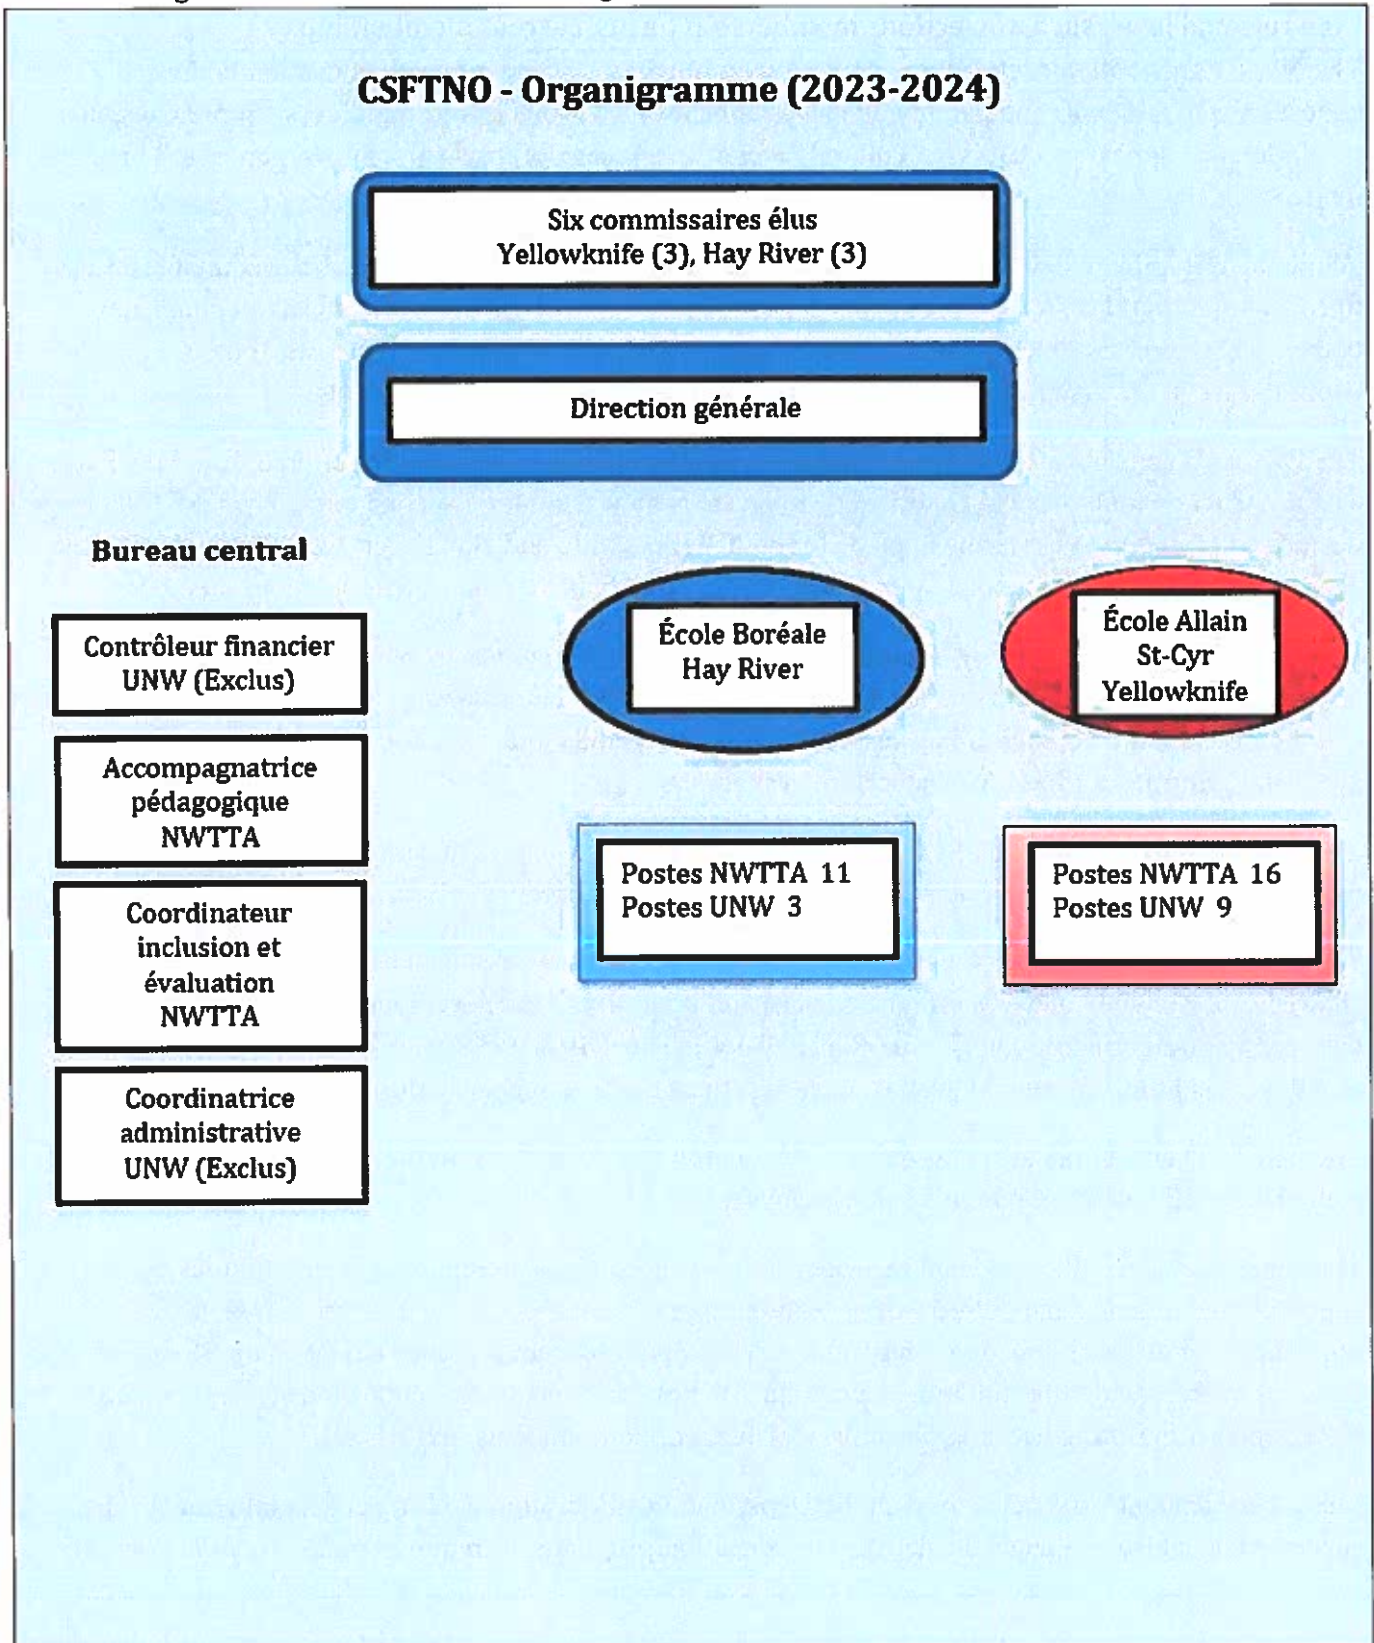 CSFTNO - Organigramme (2023-2024)
Six commissaires élus
Yellowknife (3), Hay River (3)
Direction générale
Bureau central
Contrôleur financier
UNW (Exclus)
Accompagnatrice
pédagogique
NWTTA
Coordinateur
inclusion et
évaluation
NWTTA
Coordinatrice
administrative
UNW (Exclus)
École Boréale
Hay River
Postes NWTTA 11
Postes UNW 3
École Allain
St-Cyr
Yellowknife
Postes NWTTA 16
Postes UNW 9